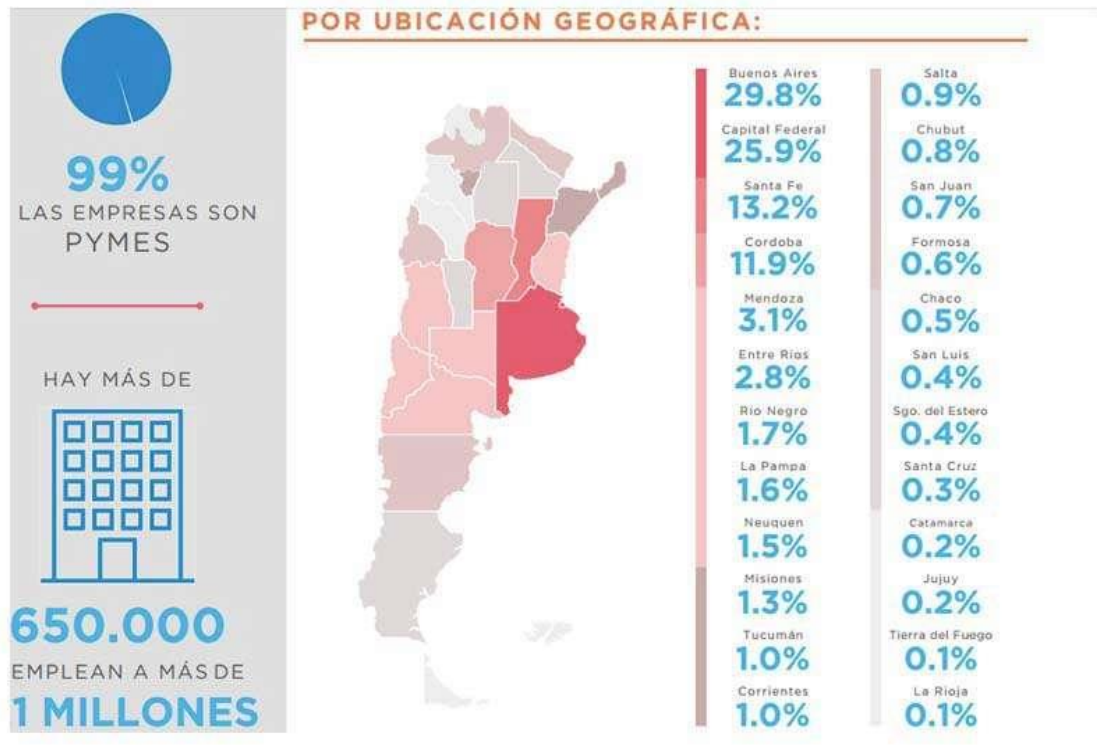 POR UBICACIÓN GEOGRÁFICA:
99%
LAS EMPRESAS SON
PYMES
HAY MÁS DE
650.000
EMPLEAN A MÁS DE
1 MILLONES
Buenos Aires
29.8%
Capital Federal
25.9%
Santa Fe
13.2%
Cordoba
11.9%
Mendoza
3.1%
Entre Rios
2.8%
Rio Negro
1.7%
La Pampa
1.6%
Neuquen
1.5%
Misiones
1.3%
Tucumán
1.0%
Corrientes
1.0%
Salta
0.9%
Chubut
0.8%
San Juan
0.7%
Formosa
0.6%
Chaco
0.5%
San Luis
0.4%
Sgo. del Estero
0.4%
Santa Cruz
0.3%
Catamarca
0.2%
Jujuy
0.2%
Tierra del Fuego
0.1%
La Rioja
0.1%